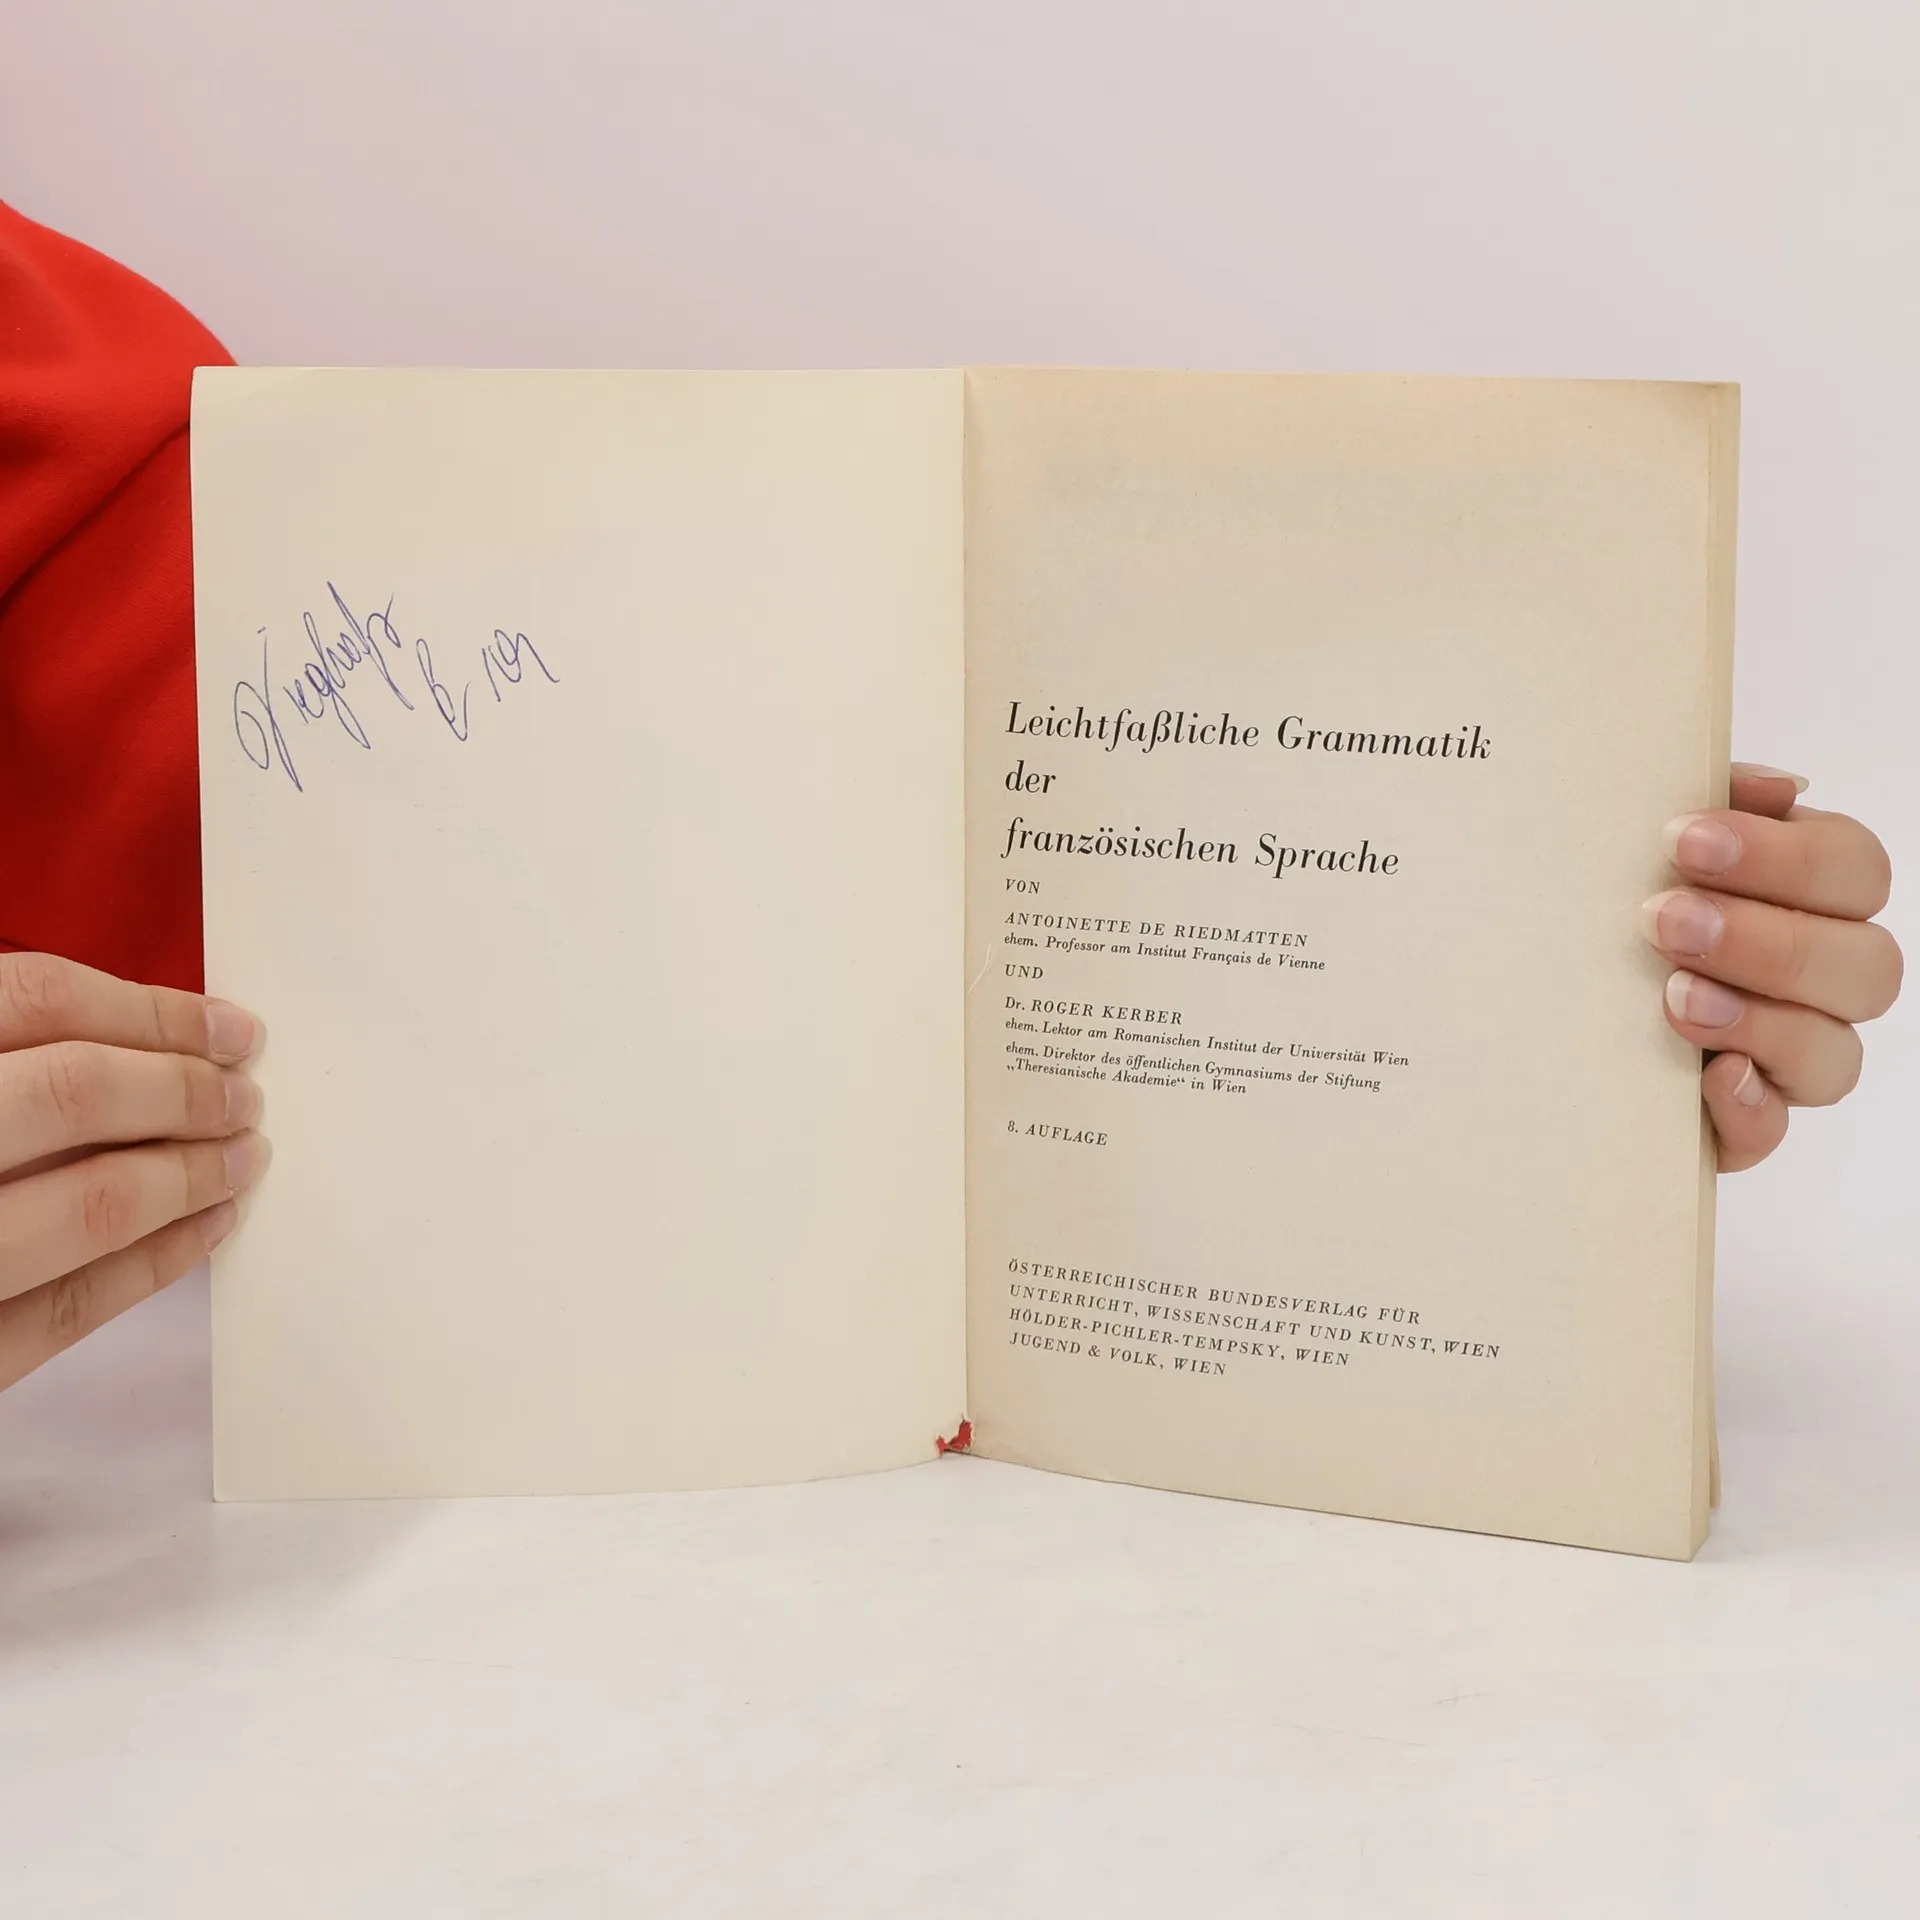 Leichtfaßliche Grammatik
der
französischen Sprache
VON
ANTOINETTE DE RIEDMATTEN
ehem. Professor am Institut Français de Vienne
UND
Dr. ROGER KERBER
ehem. Lektor am Romanischen Institut der Universität Wien
ehem. Direktor des öffentlichen Gymnasiums der Stiftung
„Theresianische Akademie“ in Wien
8. AUFLAGE
ÖSTERREICHISCHER BUNDESVERLAG FÜR
UNTERRICHT, WISSENSCHAFT UND KUNST, WIEN
HÖLDER-PICHLER-TEMPSKY, WIEN
JUGEND & VOLK, WIEN